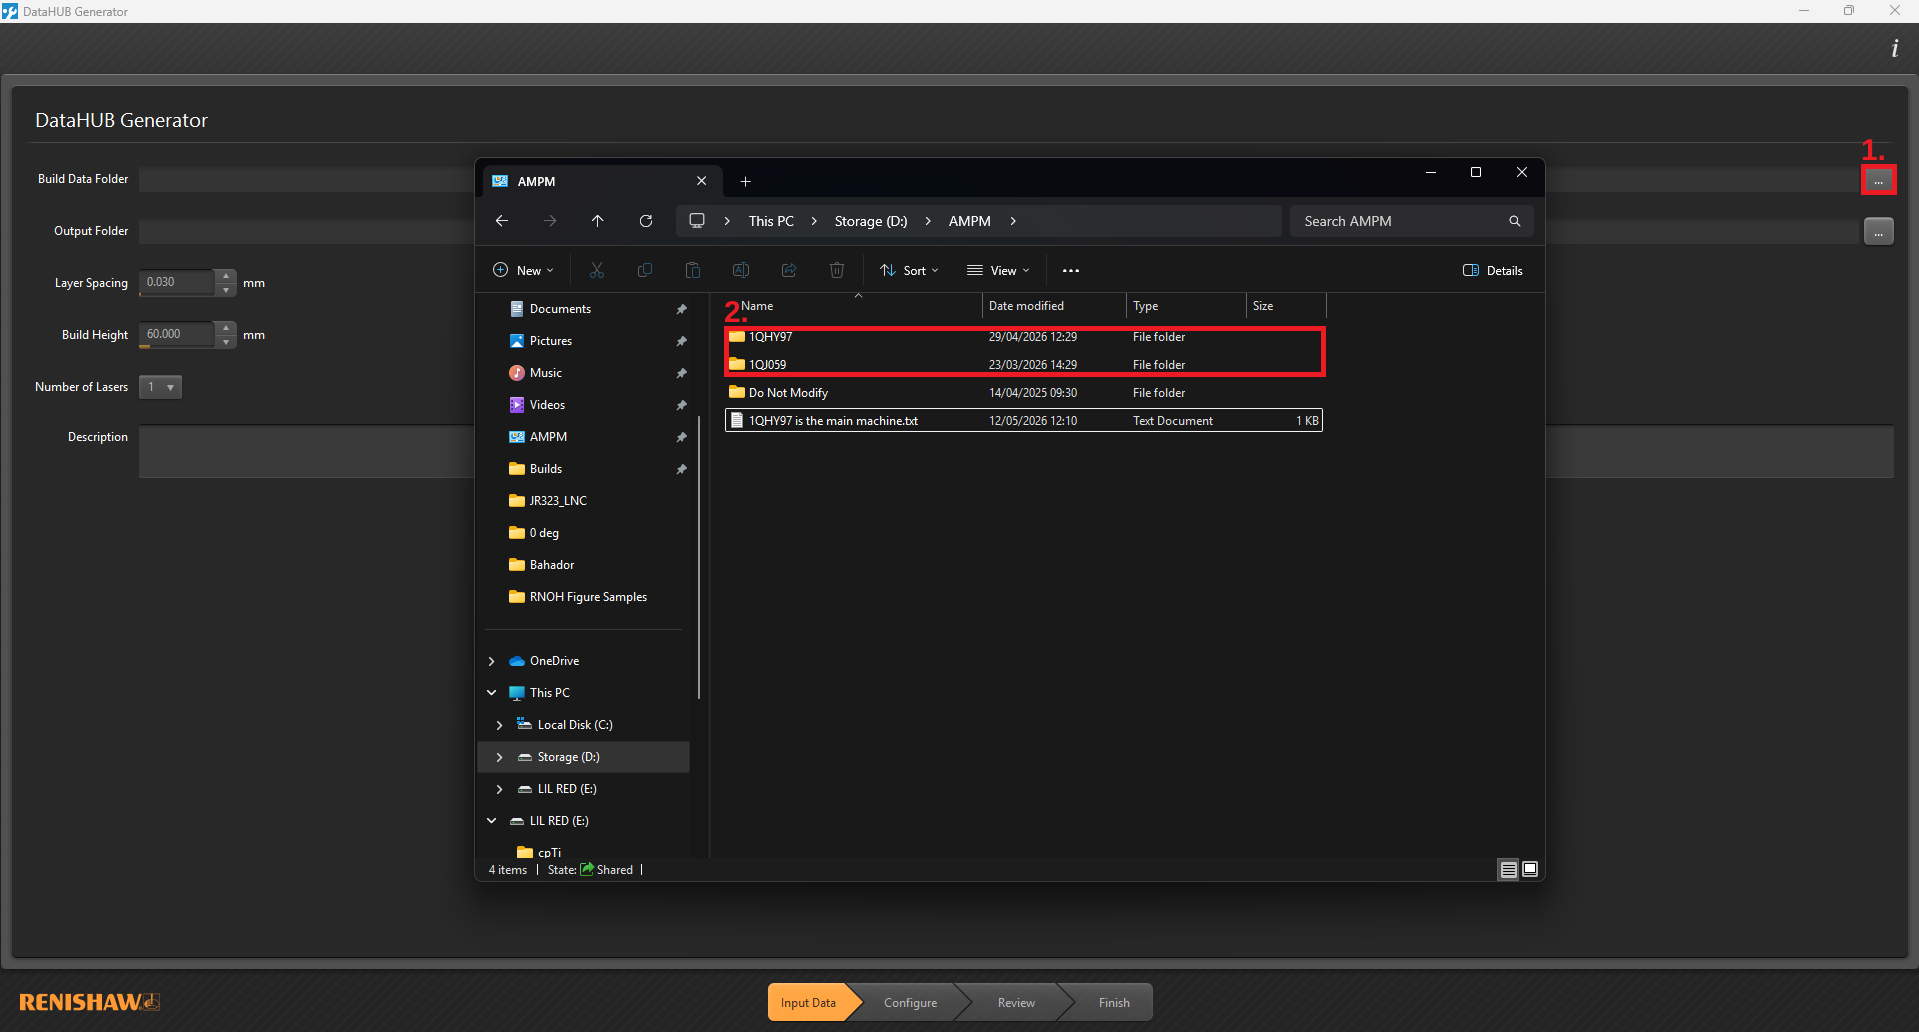 DataHUB Generator
i
DataHUB Generator
1.
Build Data Folder
...
Output Folder
...
Layer Spacing 0.030 mm
Build Height 60.000 mm
Number of Lasers 1
Description
AMPM
This PC > Storage (D:) > AMPM >
Search AMPM
New Sort View ... Details
Documents
Pictures
Music
Videos
AMPM
Builds
JR323_LNC
0 deg
Bahador
RNOH Figure Samples
OneDrive
This PC
Local Disk (C:)
Storage (D:)
LIL RED (E:)
LIL RED (E:)
cpTi
2.
Name Date modified Type Size
1QHY97 29/04/2026 12:29 File folder
1QJ059 23/03/2026 14:29 File folder
Do Not Modify 14/04/2025 09:30 File folder
1QHY97 is the main machine.txt 12/05/2026 12:10 Text Document 1 KB
4 items State: Shared
RENISHAW
Input Data Configure Review Finish